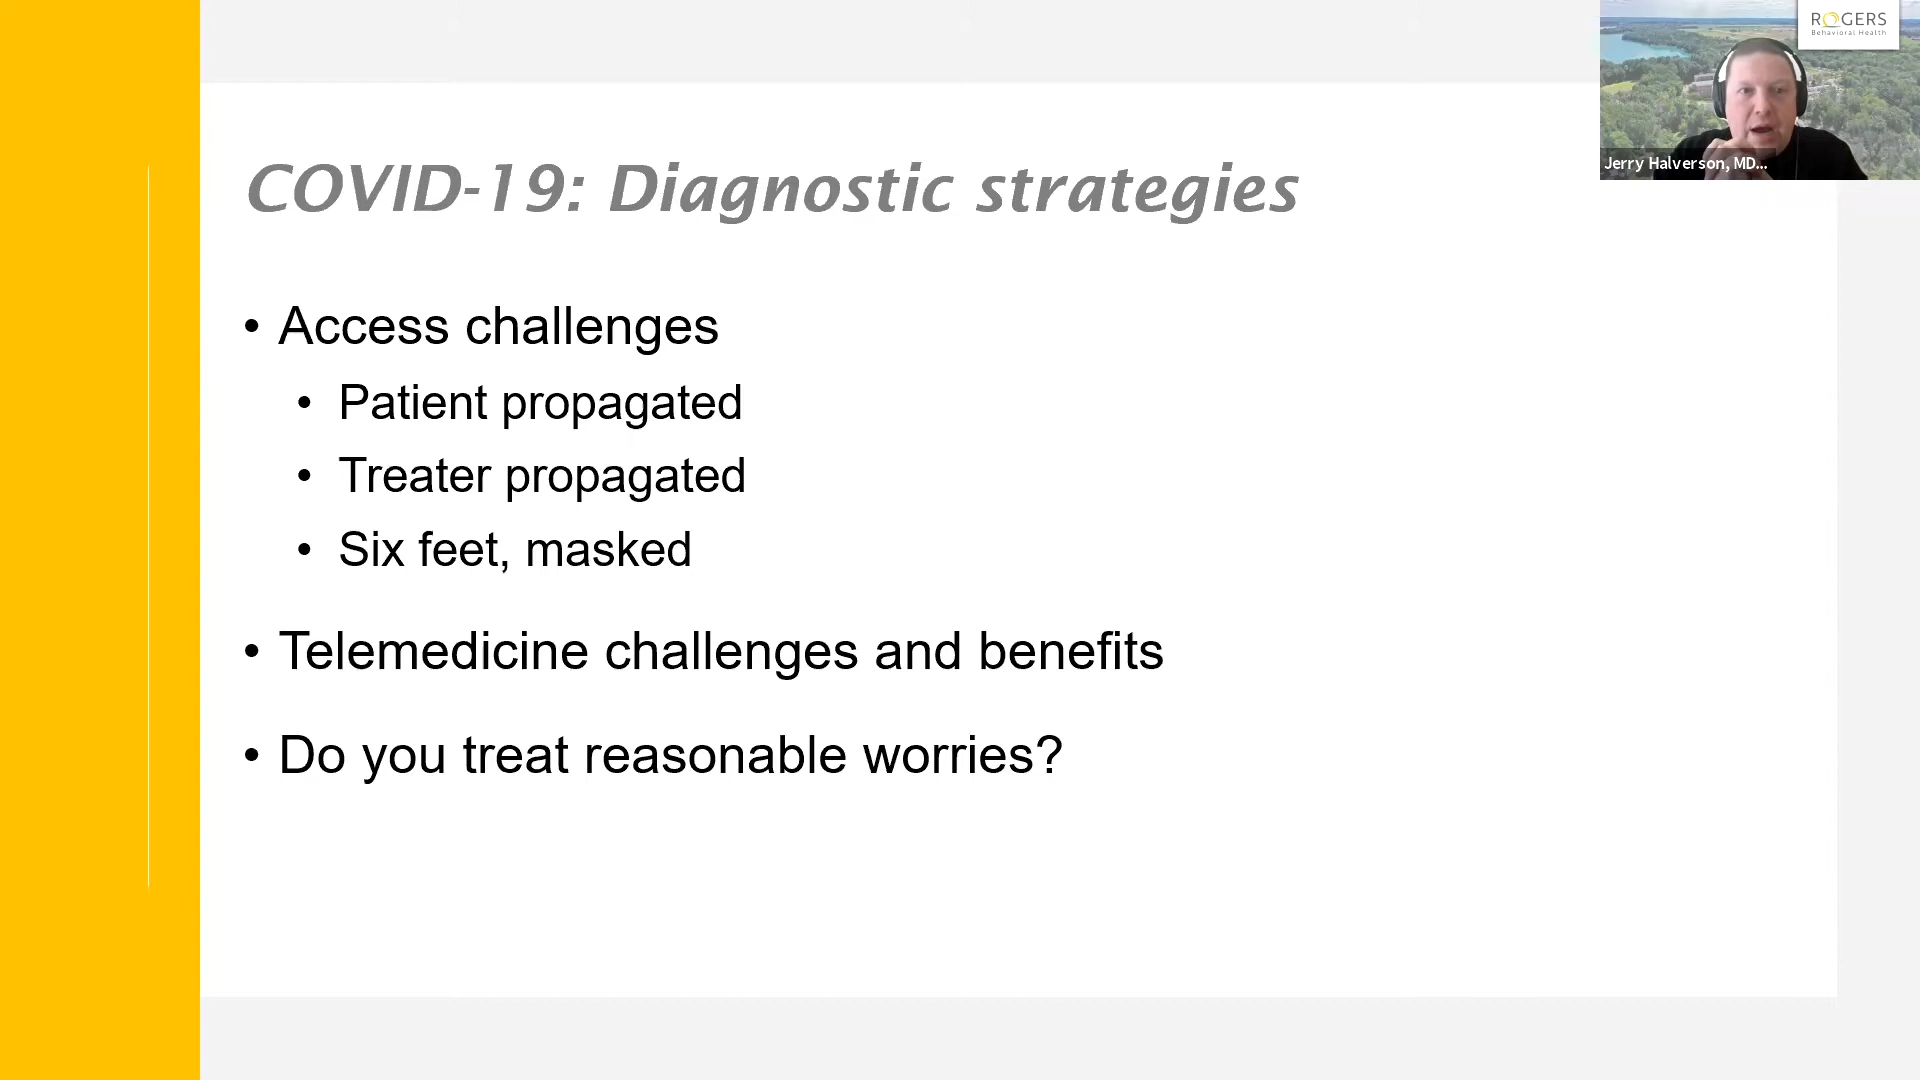 ROGERS
Behavioral Health
Jerry Halverson, MD...
COVID-19: Diagnostic strategies
• Access challenges
• Patient propagated
• Treater propagated
• Six feet, masked
• Telemedicine challenges and benefits
• Do you treat reasonable worries?